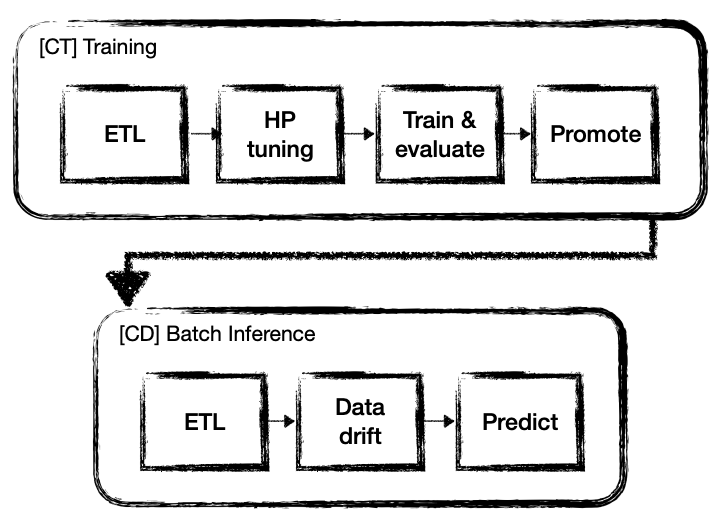 [CT] Training
ETL
HP
tuning
Train &
evaluate
Promote
[CD] Batch Inference
ETL
Data
drift
Predict